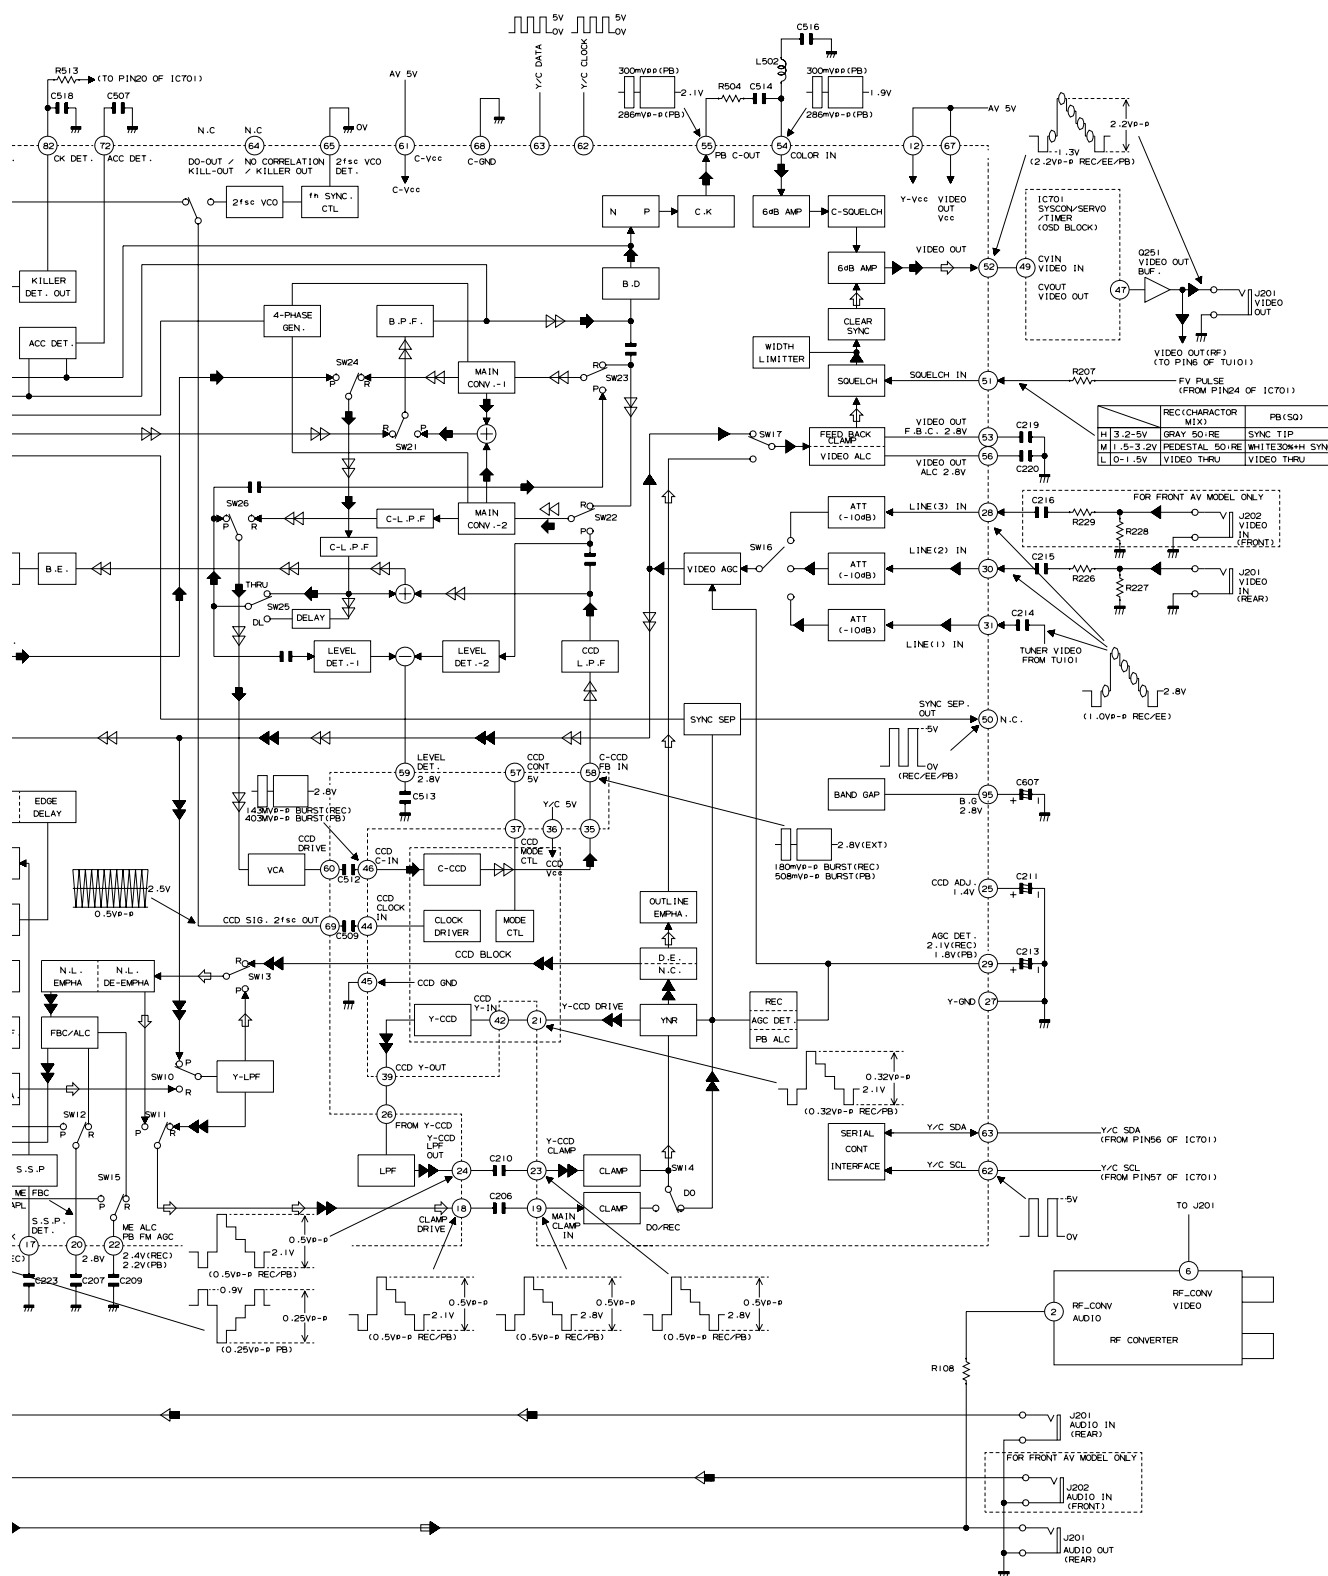 5V
0V
5V
0V
C516
R513
(TO PIN20 OF IC701)
C518
C507
AV 5V
Y/C DATA
Y/C CLOCK
300mVpp(PB)
2.1V
286mVp-p(PB)
L502
R504
C514
300mVpp(PB)
1.9V
286mVp-p(PB)
AV 5V
2.2Vp-p
1.3V
(2.2Vp-p REC/EE/PB)
N.C
N.C
0V
82
72
64
65
61
68
63
62
55
54
12
67
CK DET.
ACC DET.
DO-OUT /
KILL-OUT
NO CORRELATION
/ KILLER OUT
2fsc VCO
DET.
C-Vcc
C-GND
PB C-OUT
COLOR IN
C-Vcc
Y-Vcc
VIDEO
OUT
Vcc
2fsc VCO
fh SYNC.
CTL
N P
C.K
6dB AMP
C-SQUELCH
IC701
SYSCON/SERVO
/TIMER
(OSD BLOCK)
KILLER
DET. OUT
B.D
6dB AMP
VIDEO OUT
52
49
CVIN
VIDEO IN
CVOUT
VIDEO OUT
47
Q251
VIDEO OUT
BUF.
J201
VIDEO
OUT
4-PHASE
GEN.
B.P.F.
CLEAR
SYNC
ACC DET.
WIDTH
LIMITTER
VIDEO OUT(RF)
(TO PIN6 OF TU101)
SW24
P
R
MAIN
CONV.-1
R
SW23
P
SQUELCH
SQUELCH IN
51
R207
FV PULSE
(FROM PIN24 OF IC701)
REC(CHARACTOR
MIX)
PB(SQ)
H 3.2-5V GRAY 50IRE SYNC TIP
M 1.5-3.2V PEDESTAL 50IRE WHITE30%+H SYN
L 0-1.5V VIDEO THRU VIDEO THRU
R
P
SW21
SW17
FEED BACK
CLAMP
VIDEO ALC
VIDEO OUT
F.B.C. 2.8V
53
C219
56
C220
VIDEO OUT
ALC 2.8V
SW26
P
R
C-L.P.F
MAIN
CONV.-2
R
SW22
P
C-L.P.F
ATT
(-10dB)
LINE(3) IN
28
FOR FRONT AV MODEL ONLY
C216
R229
R228
J202
VIDEO
IN
(FRONT)
B.E.
SW16
VIDEO AGC
ATT
(-10dB)
LINE(2) IN
30
C215
R226
R227
J201
VIDEO
IN
(REAR)
THRU
SW25
DL
DELAY
ATT
(-10dB)
LINE(1) IN
31
C214
TUNER VIDEO
FROM TU101
LEVEL
DET.-1
LEVEL
DET.-2
CCD
L.P.F
2.8V
(1.0Vp-p REC/EE)
SYNC SEP
SYNC SEP.
OUT
50
N.C.
5V
0V
(REC/EE/PB)
LEVEL
DET.
2.8V
59
CCD
CONT
5V
57
C-CCD
FB IN
58
C513
2.8V
143MVp-p BURST(REC)
403MVp-p BURST(PB)
Y/C 5V
37
36
35
CCD
MODE
CTL
CCD
Vcc
EDGE
DELAY
BAND GAP
95
B.G
2.8V
C607
+
2.8V(EXT)
180mVp-p BURST(REC)
508mVp-p BURST(PB)
VCA
CCD
DRIVE
60
C512
46
CCD
C-IN
C-CCD
2.5V
0.5Vp-p
CCD SIG. 2fsc OUT
69
C509
44
CCD
CLOCK
IN
CLOCK
DRIVER
MODE
CTL
CCD ADJ.
1.4V
25
C211
+
OUTLINE
EMPHA.
CCD BLOCK
D.E.
N.C.
AGC DET.
2.1V(REC)
1.8V(PB)
29
C213
+
N.L.
EMPHA
N.L.
DE-EMPHA
R
SW13
P
45
CCD GND
Y-GND
27
FBC/ALC
CCD
Y-IN
Y-CCD
42
21
Y-CCD DRIVE
YNR
REC
AGC DET.
PB ALC
SW10
P
R
Y-LPF
39
CCD Y-OUT
0.32Vp-p
2.1V
(0.32Vp-p REC/PB)
SW12
P
R
SW11
P
R
26
FROM Y-CCD
Y-CCD
LPF
OUT
Y-CCD
CLAMP
SERIAL
CONT
INTERFACE
Y/C SDA
63
Y/C SDA
(FROM PIN56 OF IC701)
S.S.P
LPF
24
C210
23
CLAMP
SW14
Y/C SCL
62
Y/C SCL
(FROM PIN57 OF IC701)
ME FBC
APL
SW15
P
R
18
C206
19
CLAMP
DO
DO/REC
CLAMP
DRIVE
MAIN
CLAMP
IN
5V
0V
TO J201
S.S.P.
DET.
ME ALC
PB FM AGC
17
20
22
2.8V
2.4V(REC)
2.2V(PB)
C223
C207
C209
0.5Vp-p
2.1V
(0.5Vp-p REC/PB)
0.9V
0.25Vp-p
(0.25Vp-p PB)
0.5Vp-p
2.1V
(0.5Vp-p REC/PB)
0.5Vp-p
2.8V
(0.5Vp-p REC/PB)
0.5Vp-p
2.8V
(0.5Vp-p REC/PB)
6
RF_CONV
VIDEO
2
RF_CONV
AUDIO
RF CONVERTER
R108
J201
AUDIO IN
(REAR)
FOR FRONT AV MODEL ONLY
J202
AUDIO IN
(FRONT)
J201
AUDIO OUT
(REAR)